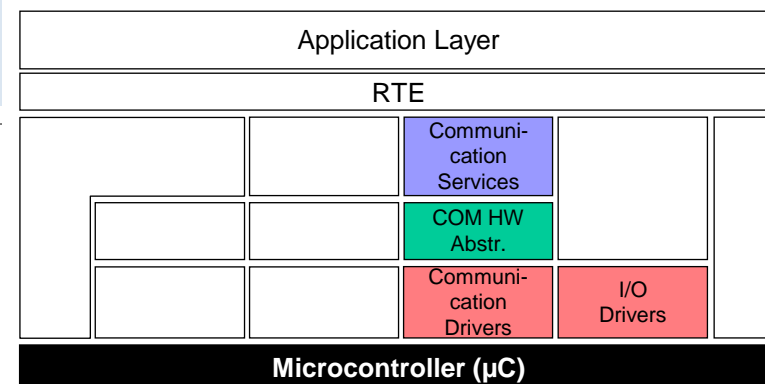 Application Layer
RTE
Communi-
cation
Services
COM HW
Abstr.
Communi-
cation
Drivers
I/O
Drivers
Microcontroller (µC)